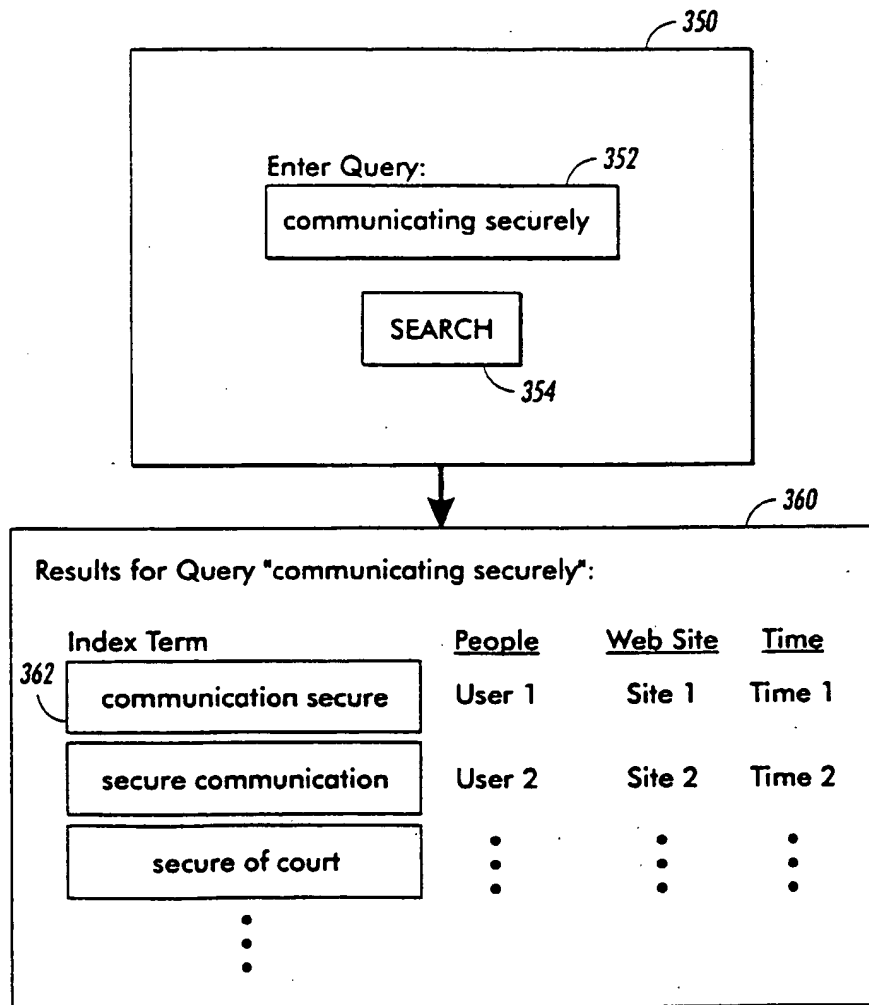 350
Enter Query:
352
communicating securely
SEARCH
354
360
Results for Query "communicating securely":
Index Term People Web Site Time
362
communication secure User 1 Site 1 Time 1
secure communication User 2 Site 2 Time 2
secure of court